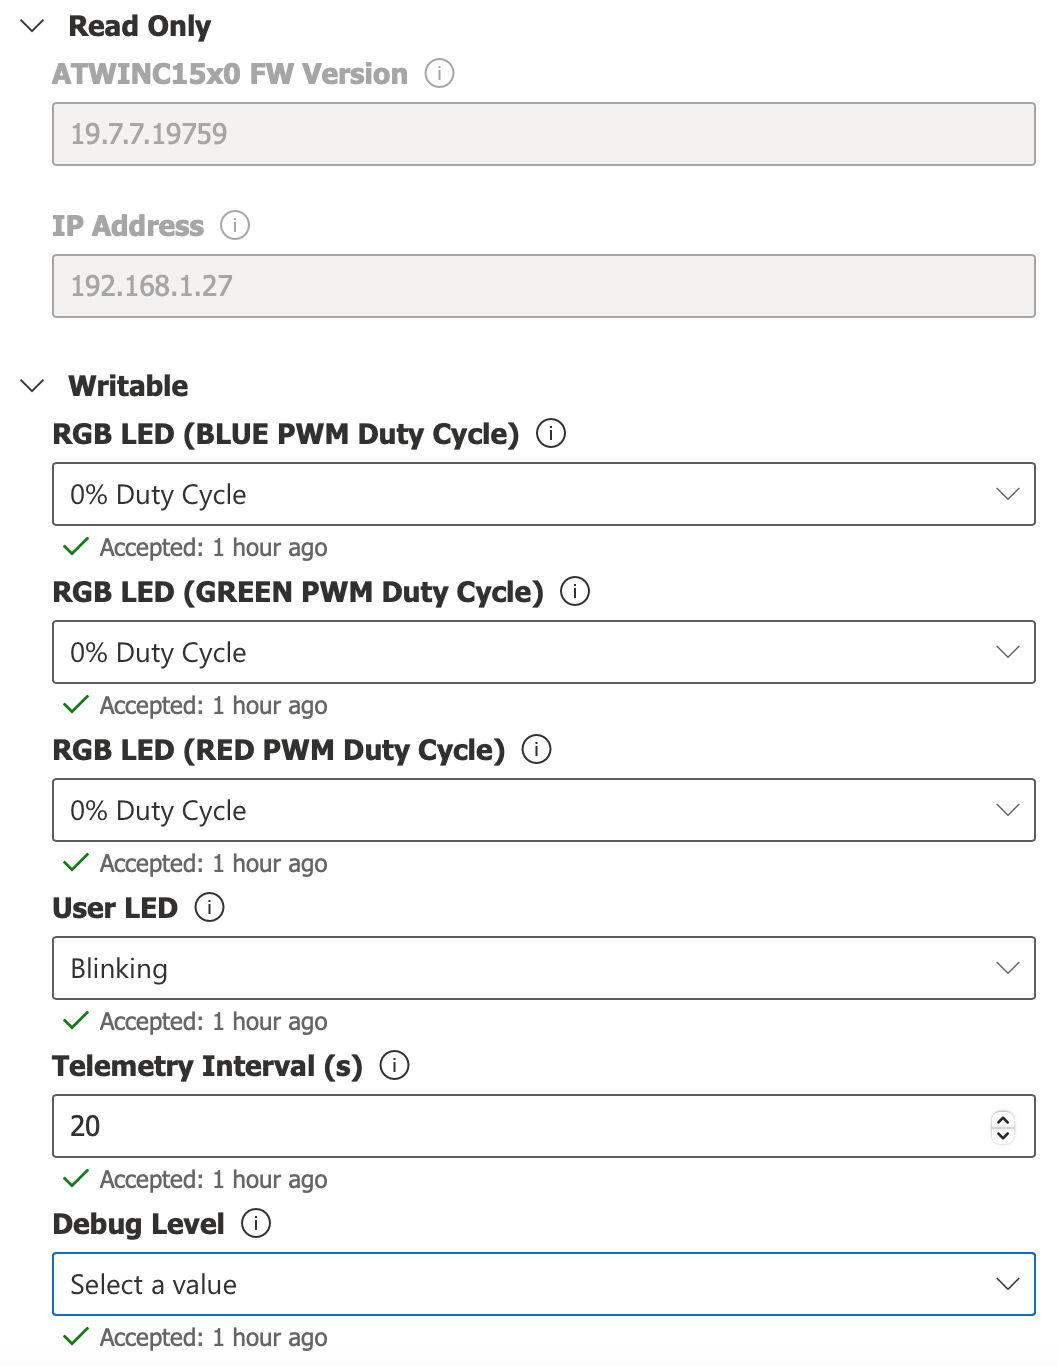 Read Only
ATWINC15x0 FW Version
19.7.7.19759
IP Address
192.168.1.27
Writable
RGB LED (BLUE PWM Duty Cycle)
0% Duty Cycle
Accepted: 1 hour ago
RGB LED (GREEN PWM Duty Cycle)
0% Duty Cycle
Accepted: 1 hour ago
RGB LED (RED PWM Duty Cycle)
0% Duty Cycle
Accepted: 1 hour ago
User LED
Blinking
Accepted: 1 hour ago
Telemetry Interval (s)
20
Accepted: 1 hour ago
Debug Level
Select a value
Accepted: 1 hour ago